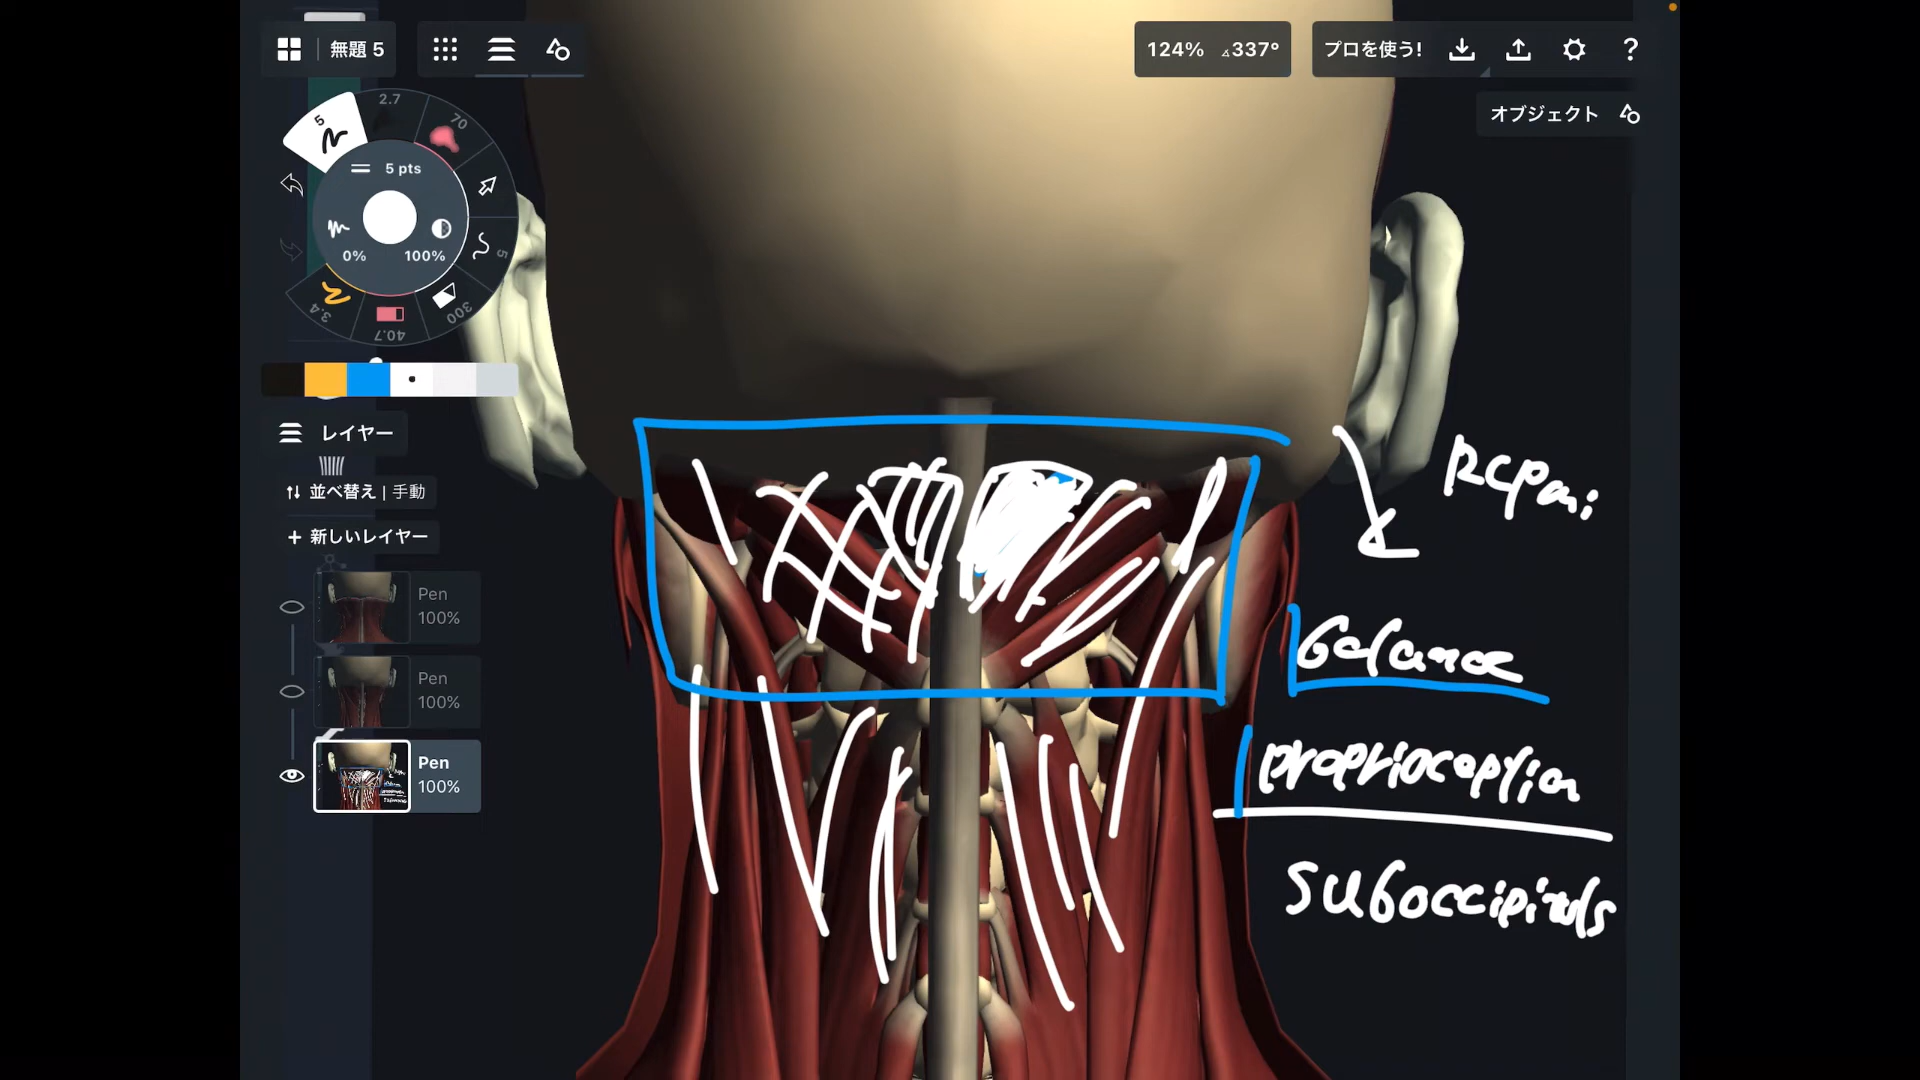 無題 5
124% ⊿337°
プロを使う!
?
オブジェクト
2.7
5
70
5 pts
0%
100%
5
3.4
40.7
300
レイヤー
並べ替え | 手動
+ 新しいレイヤー
Pen
100%
Pen
100%
Pen
100%
RCPmi
Balance
proprioception
suboccipitals